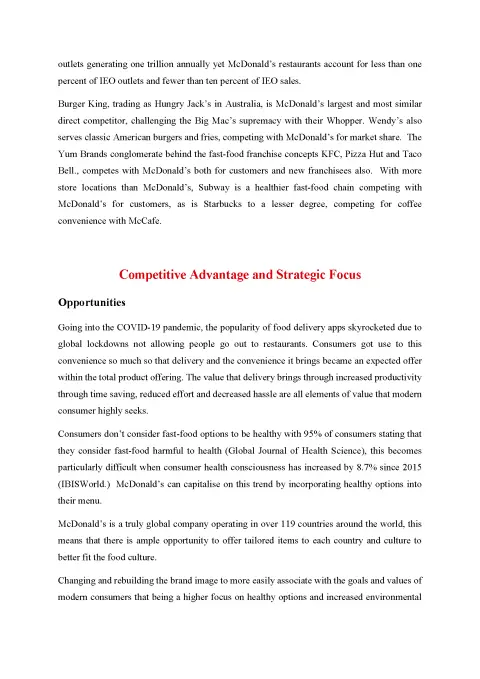 outlets generating one trillion annually yet McDonald’s restaurants account for less than one
percent of IEO outlets and fewer than ten percent of IEO sales.
Burger King, trading as Hungry Jack’s in Australia, is McDonald’s largest and most similar
direct competitor, challenging the Big Mac’s supremacy with their Whopper. Wendy’s also
serves classic American burgers and fries, competing with McDonald’s for market share. The
Yum Brands conglomerate behind the fast-food franchise concepts KFC, Pizza Hut and Taco
Bell., competes with McDonald’s both for customers and new franchisees also. With more
store locations than McDonald’s, Subway is a healthier fast-food chain competing with
McDonald’s for customers, as is Starbucks to a lesser degree, competing for coffee
convenience with McCafe.
Competitive Advantage and Strategic Focus
Opportunities
Going into the COVID-19 pandemic, the popularity of food delivery apps skyrocketed due to
global lockdowns not allowing people go out to restaurants. Consumers got use to this
convenience so much so that delivery and the convenience it brings became an expected offer
within the total product offering. The value that delivery brings through increased productivity
through time saving, reduced effort and decreased hassle are all elements of value that modern
consumer highly seeks.
Consumers don’t consider fast-food options to be healthy with 95% of consumers stating that
they consider fast-food harmful to health (Global Journal of Health Science), this becomes
particularly difficult when consumer health consciousness has increased by 8.7% since 2015
(IBISWorld.) McDonald’s can capitalise on this trend by incorporating healthy options into
their menu.
McDonald’s is a truly global company operating in over 119 countries around the world, this
means that there is ample opportunity to offer tailored items to each country and culture to
better fit the food culture.
Changing and rebuilding the brand image to more easily associate with the goals and values of
modern consumers that being a higher focus on healthy options and increased environmental